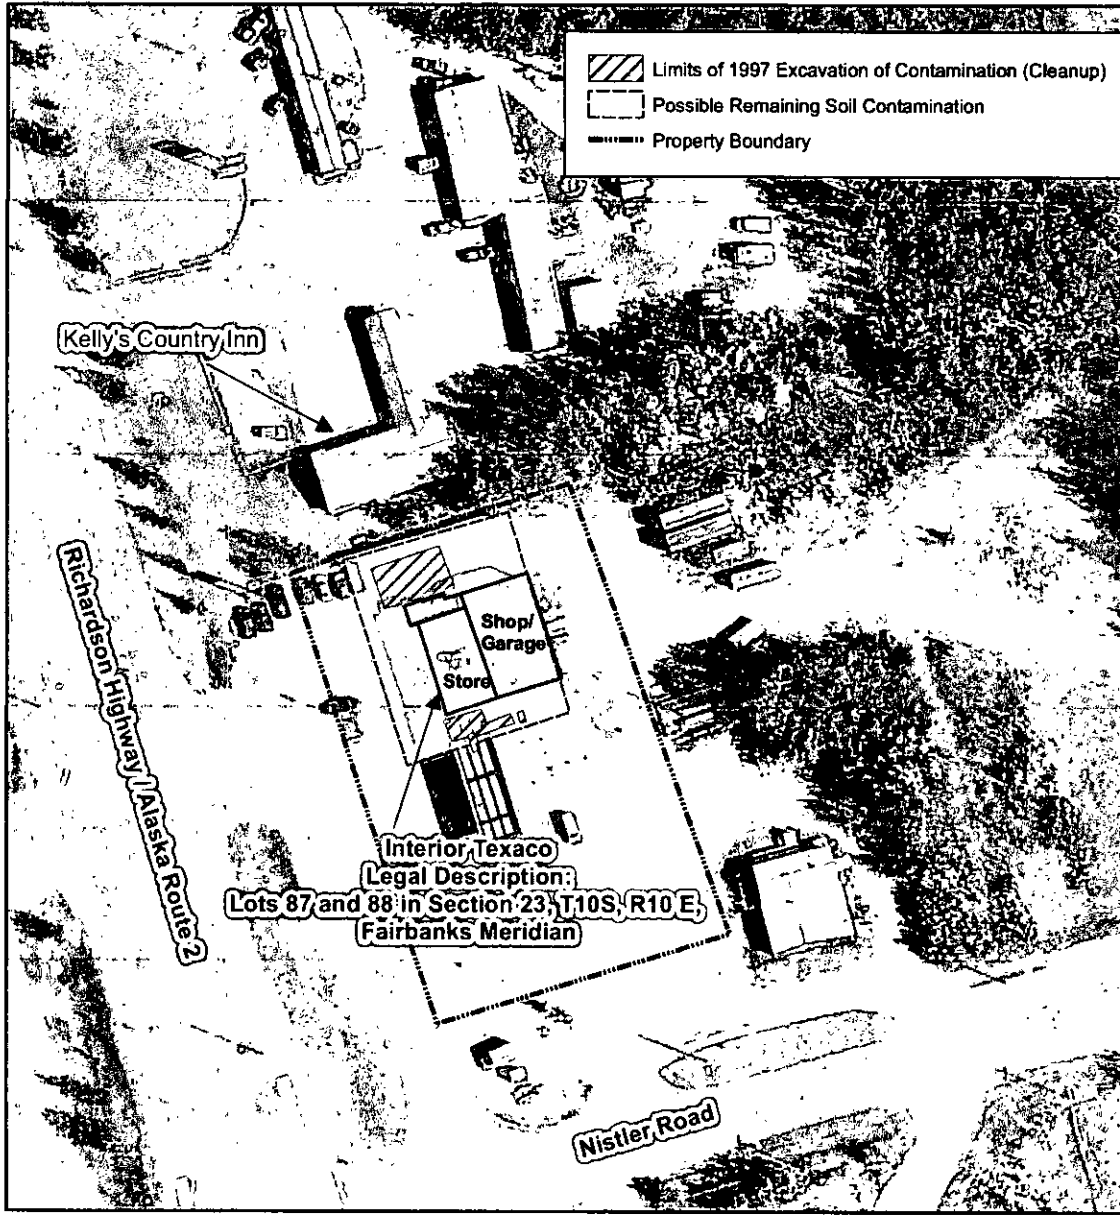 Limits of 1997 Excavation of Contamination (Cleanup)
Possible Remaining Soil Contamination
Property Boundary
Kelly's Country Inn
Richardson Highway / Alaska Route 2
Shop/
Garage
Store
Interior Texaco
Legal Description:
Lots 87 and 88 in Section 23, T10S, R10 E,
Fairbanks Meridian
Nistler Road